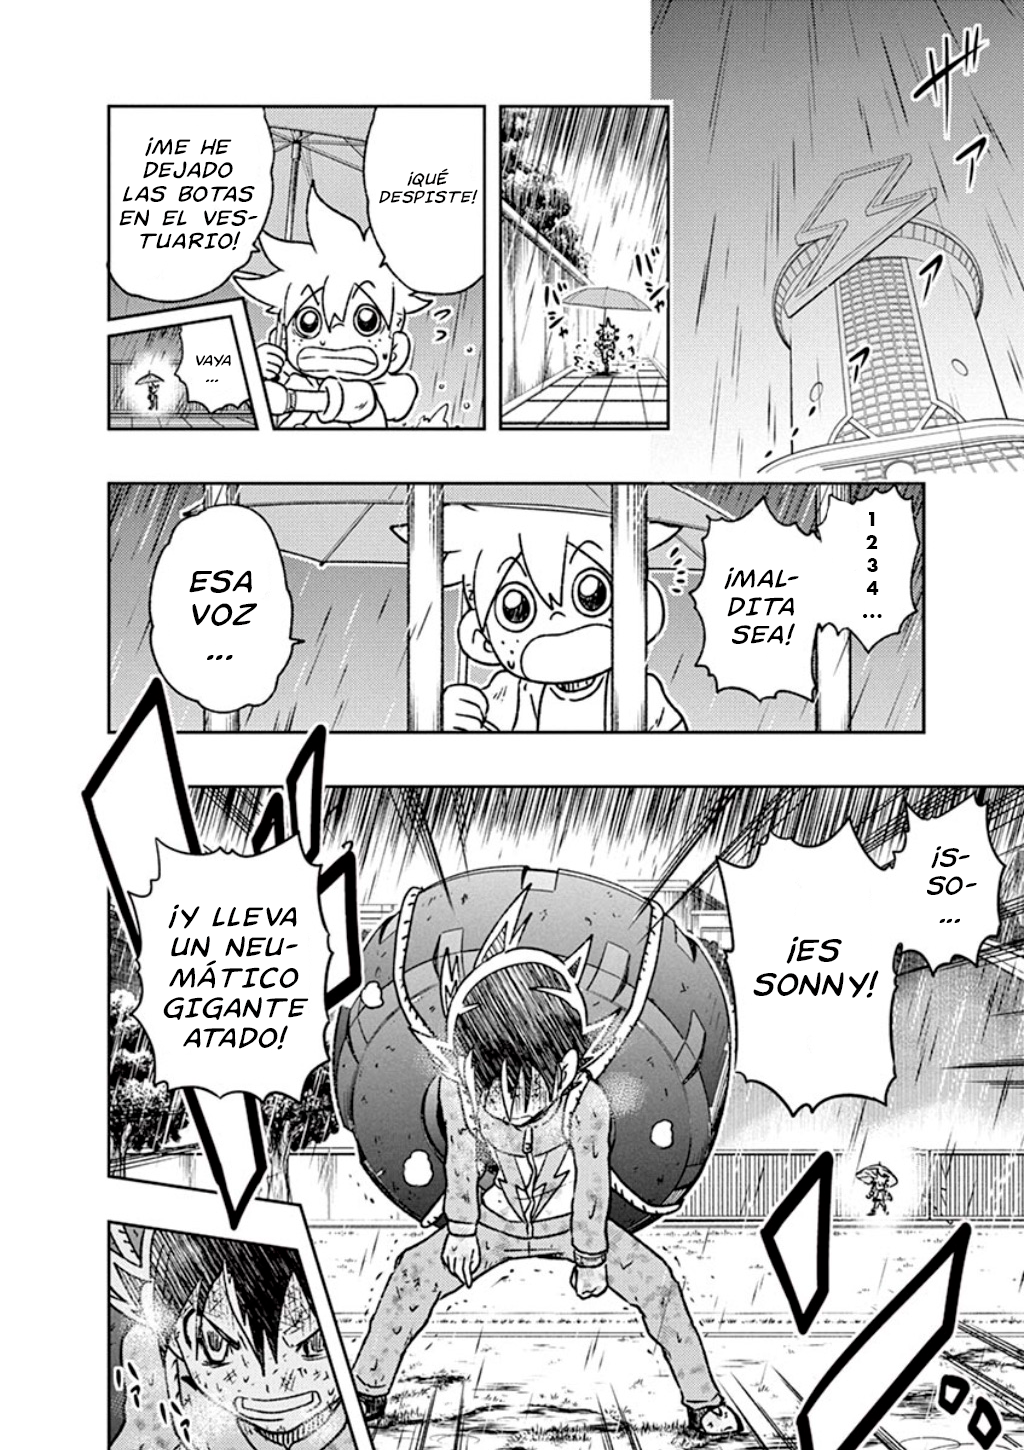 ¡QUÉ
DESPISTE!
¡ME HE
DEJADO
LAS BOTAS
EN EL VES-
TUARIO!
VAYA
...
1
2
3
4
...
¡MAL-
DITA
SEA!
ESA
VOZ
...
¡S-
SO-
...
¡ES
SONNY!
¡Y LLEVA
UN NEU-
MÁTICO
GIGANTE
ATADO!